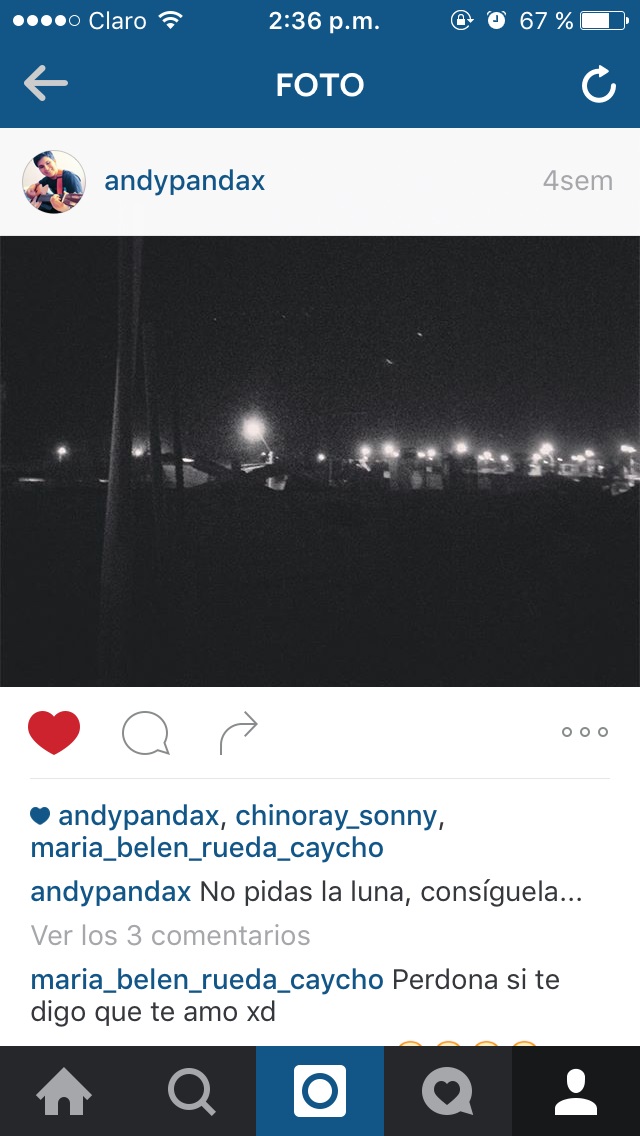 Claro 2:36 p.m. 67 %
FOTO
andypandax 4sem
andypandax, chinoray_sonny,
maria_belen_rueda_caycho
andypandax No pidas la luna, consíguela...
Ver los 3 comentarios
maria_belen_rueda_caycho Perdona si te
digo que te amo xd